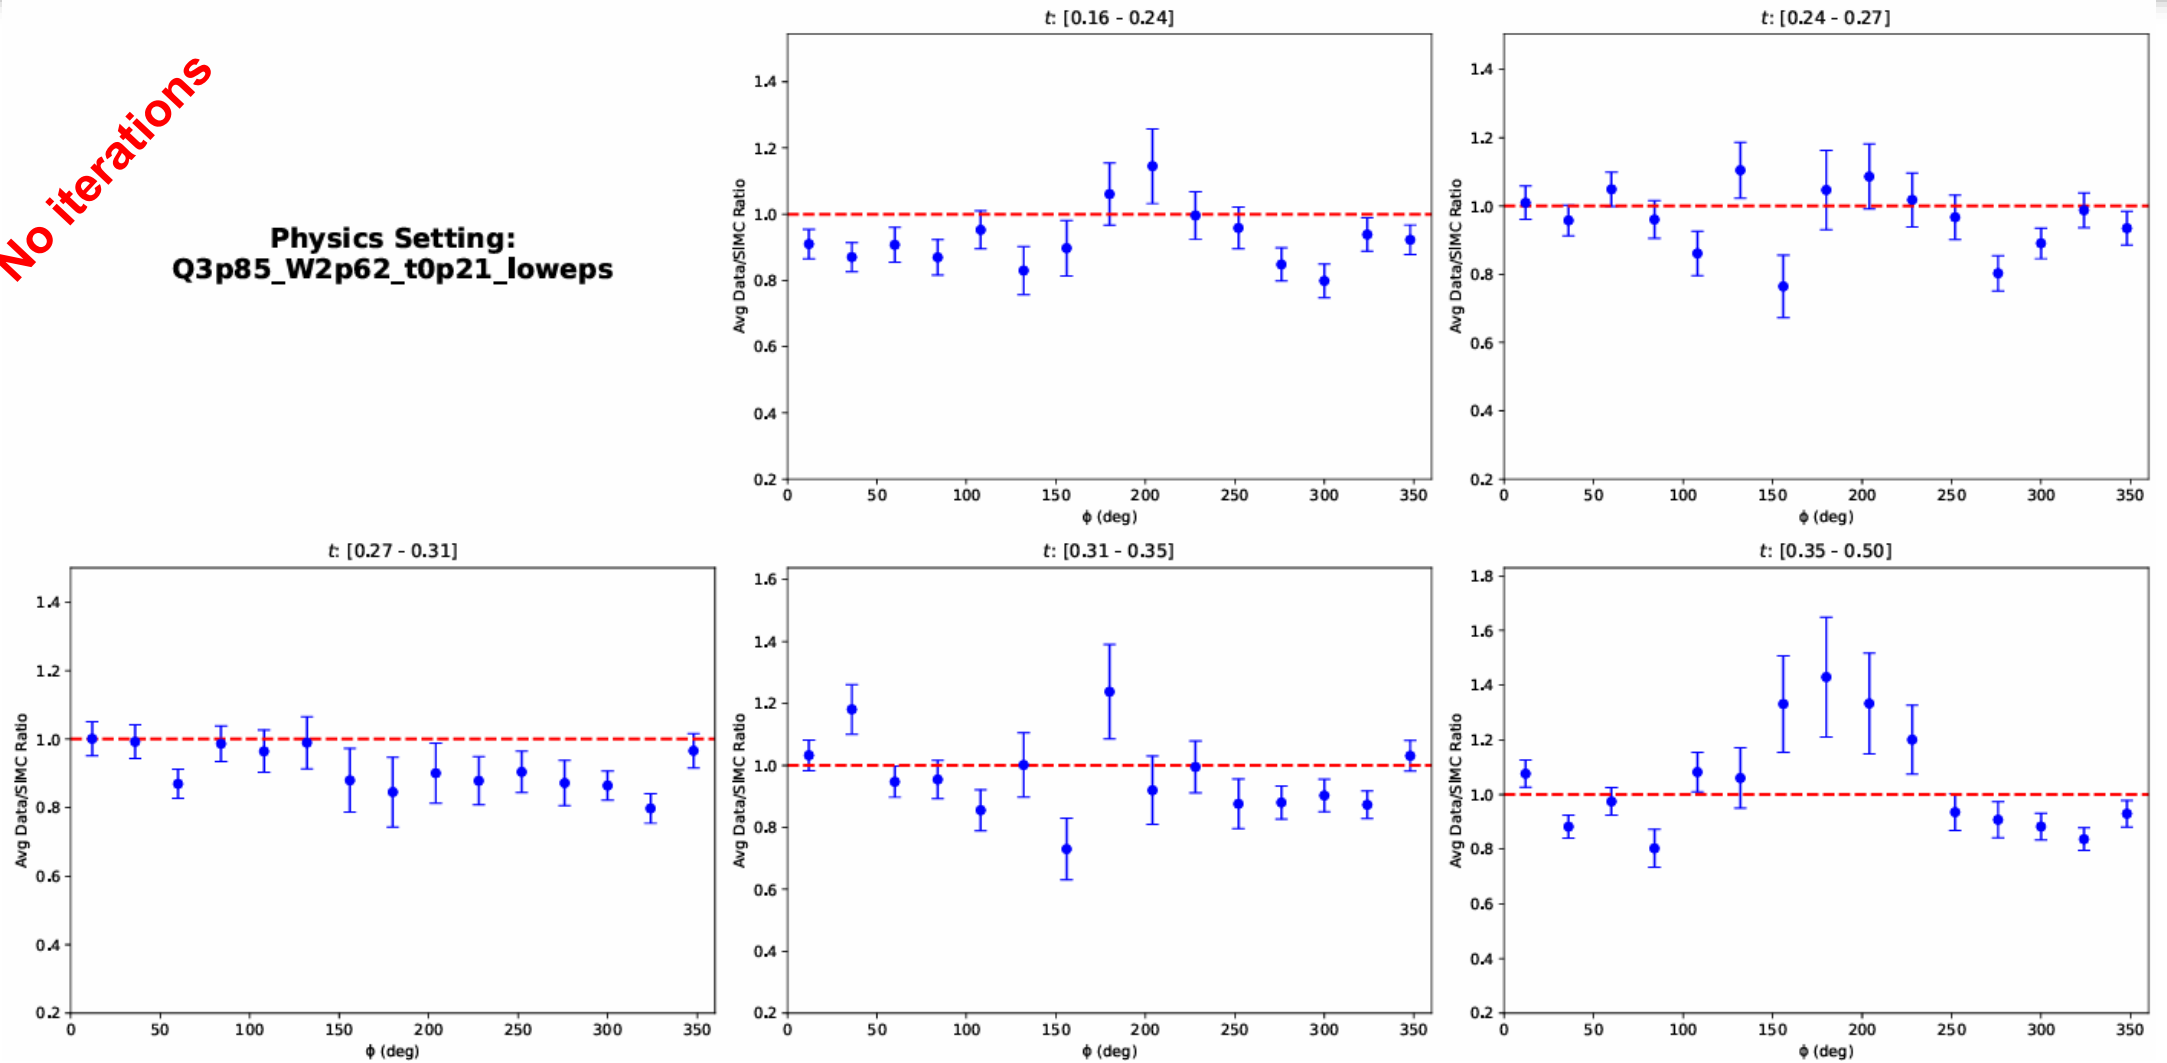 No iterations
Physics Setting:
Q3p85_W2p62_t0p21_loweps
t: [0.16 - 0.24]
Avg Data/SIMC Ratio
1.4
1.2
1.0
0.8
0.6
0.4
0.2
0 50 100 150 200 250 300 350
ϕ (deg)
t: [0.24 - 0.27]
Avg Data/SIMC Ratio
1.4
1.2
1.0
0.8
0.6
0.4
0.2
0 50 100 150 200 250 300 350
ϕ (deg)
t: [0.27 - 0.31]
Avg Data/SIMC Ratio
1.4
1.2
1.0
0.8
0.6
0.4
0.2
0 50 100 150 200 250 300 350
ϕ (deg)
t: [0.31 - 0.35]
Avg Data/SIMC Ratio
1.6
1.4
1.2
1.0
0.8
0.6
0.4
0.2
0 50 100 150 200 250 300 350
ϕ (deg)
t: [0.35 - 0.50]
Avg Data/SIMC Ratio
1.8
1.6
1.4
1.2
1.0
0.8
0.6
0.4
0.2
0 50 100 150 200 250 300 350
ϕ (deg)